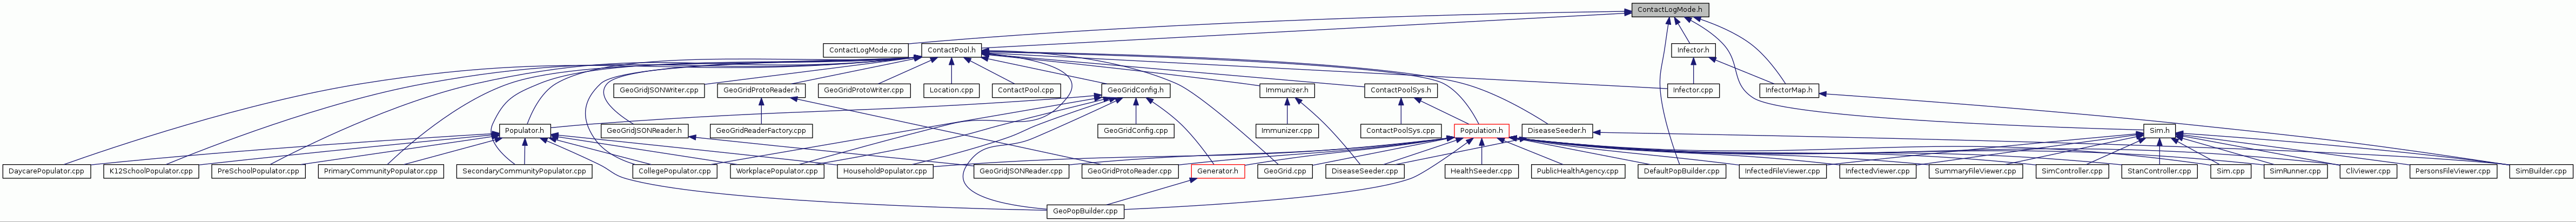 ContactLogMode.h
ContactLogMode.cpp
ContactPool.h
Infector.h
GeoGridJSONWriter.cpp
GeoGridProtoReader.h
GeoGridProtoWriter.cpp
Location.cpp
ContactPool.cpp
GeoGridConfig.h
Immunizer.h
ContactPoolSys.h
Infector.cpp
InfectorMap.h
Populator.h
GeoGridJSONReader.h
GeoGridReaderFactory.cpp
GeoGridConfig.cpp
Immunizer.cpp
ContactPoolSys.cpp
Population.h
DiseaseSeeder.h
Sim.h
DaycarePopulator.cpp
K12SchoolPopulator.cpp
PreSchoolPopulator.cpp
PrimaryCommunityPopulator.cpp
SecondaryCommunityPopulator.cpp
CollegePopulator.cpp
WorkplacePopulator.cpp
HouseholdPopulator.cpp
GeoGridJSONReader.cpp
GeoGridProtoReader.cpp
Generator.h
GeoGrid.cpp
DiseaseSeeder.cpp
HealthSeeder.cpp
PublicHealthAgency.cpp
DefaultPopBuilder.cpp
InfectedFileViewer.cpp
InfectedViewer.cpp
SummaryFileViewer.cpp
SimController.cpp
StanController.cpp
Sim.cpp
SimRunner.cpp
CliViewer.cpp
PersonsFileViewer.cpp
SimBuilder.cpp
GeoPopBuilder.cpp